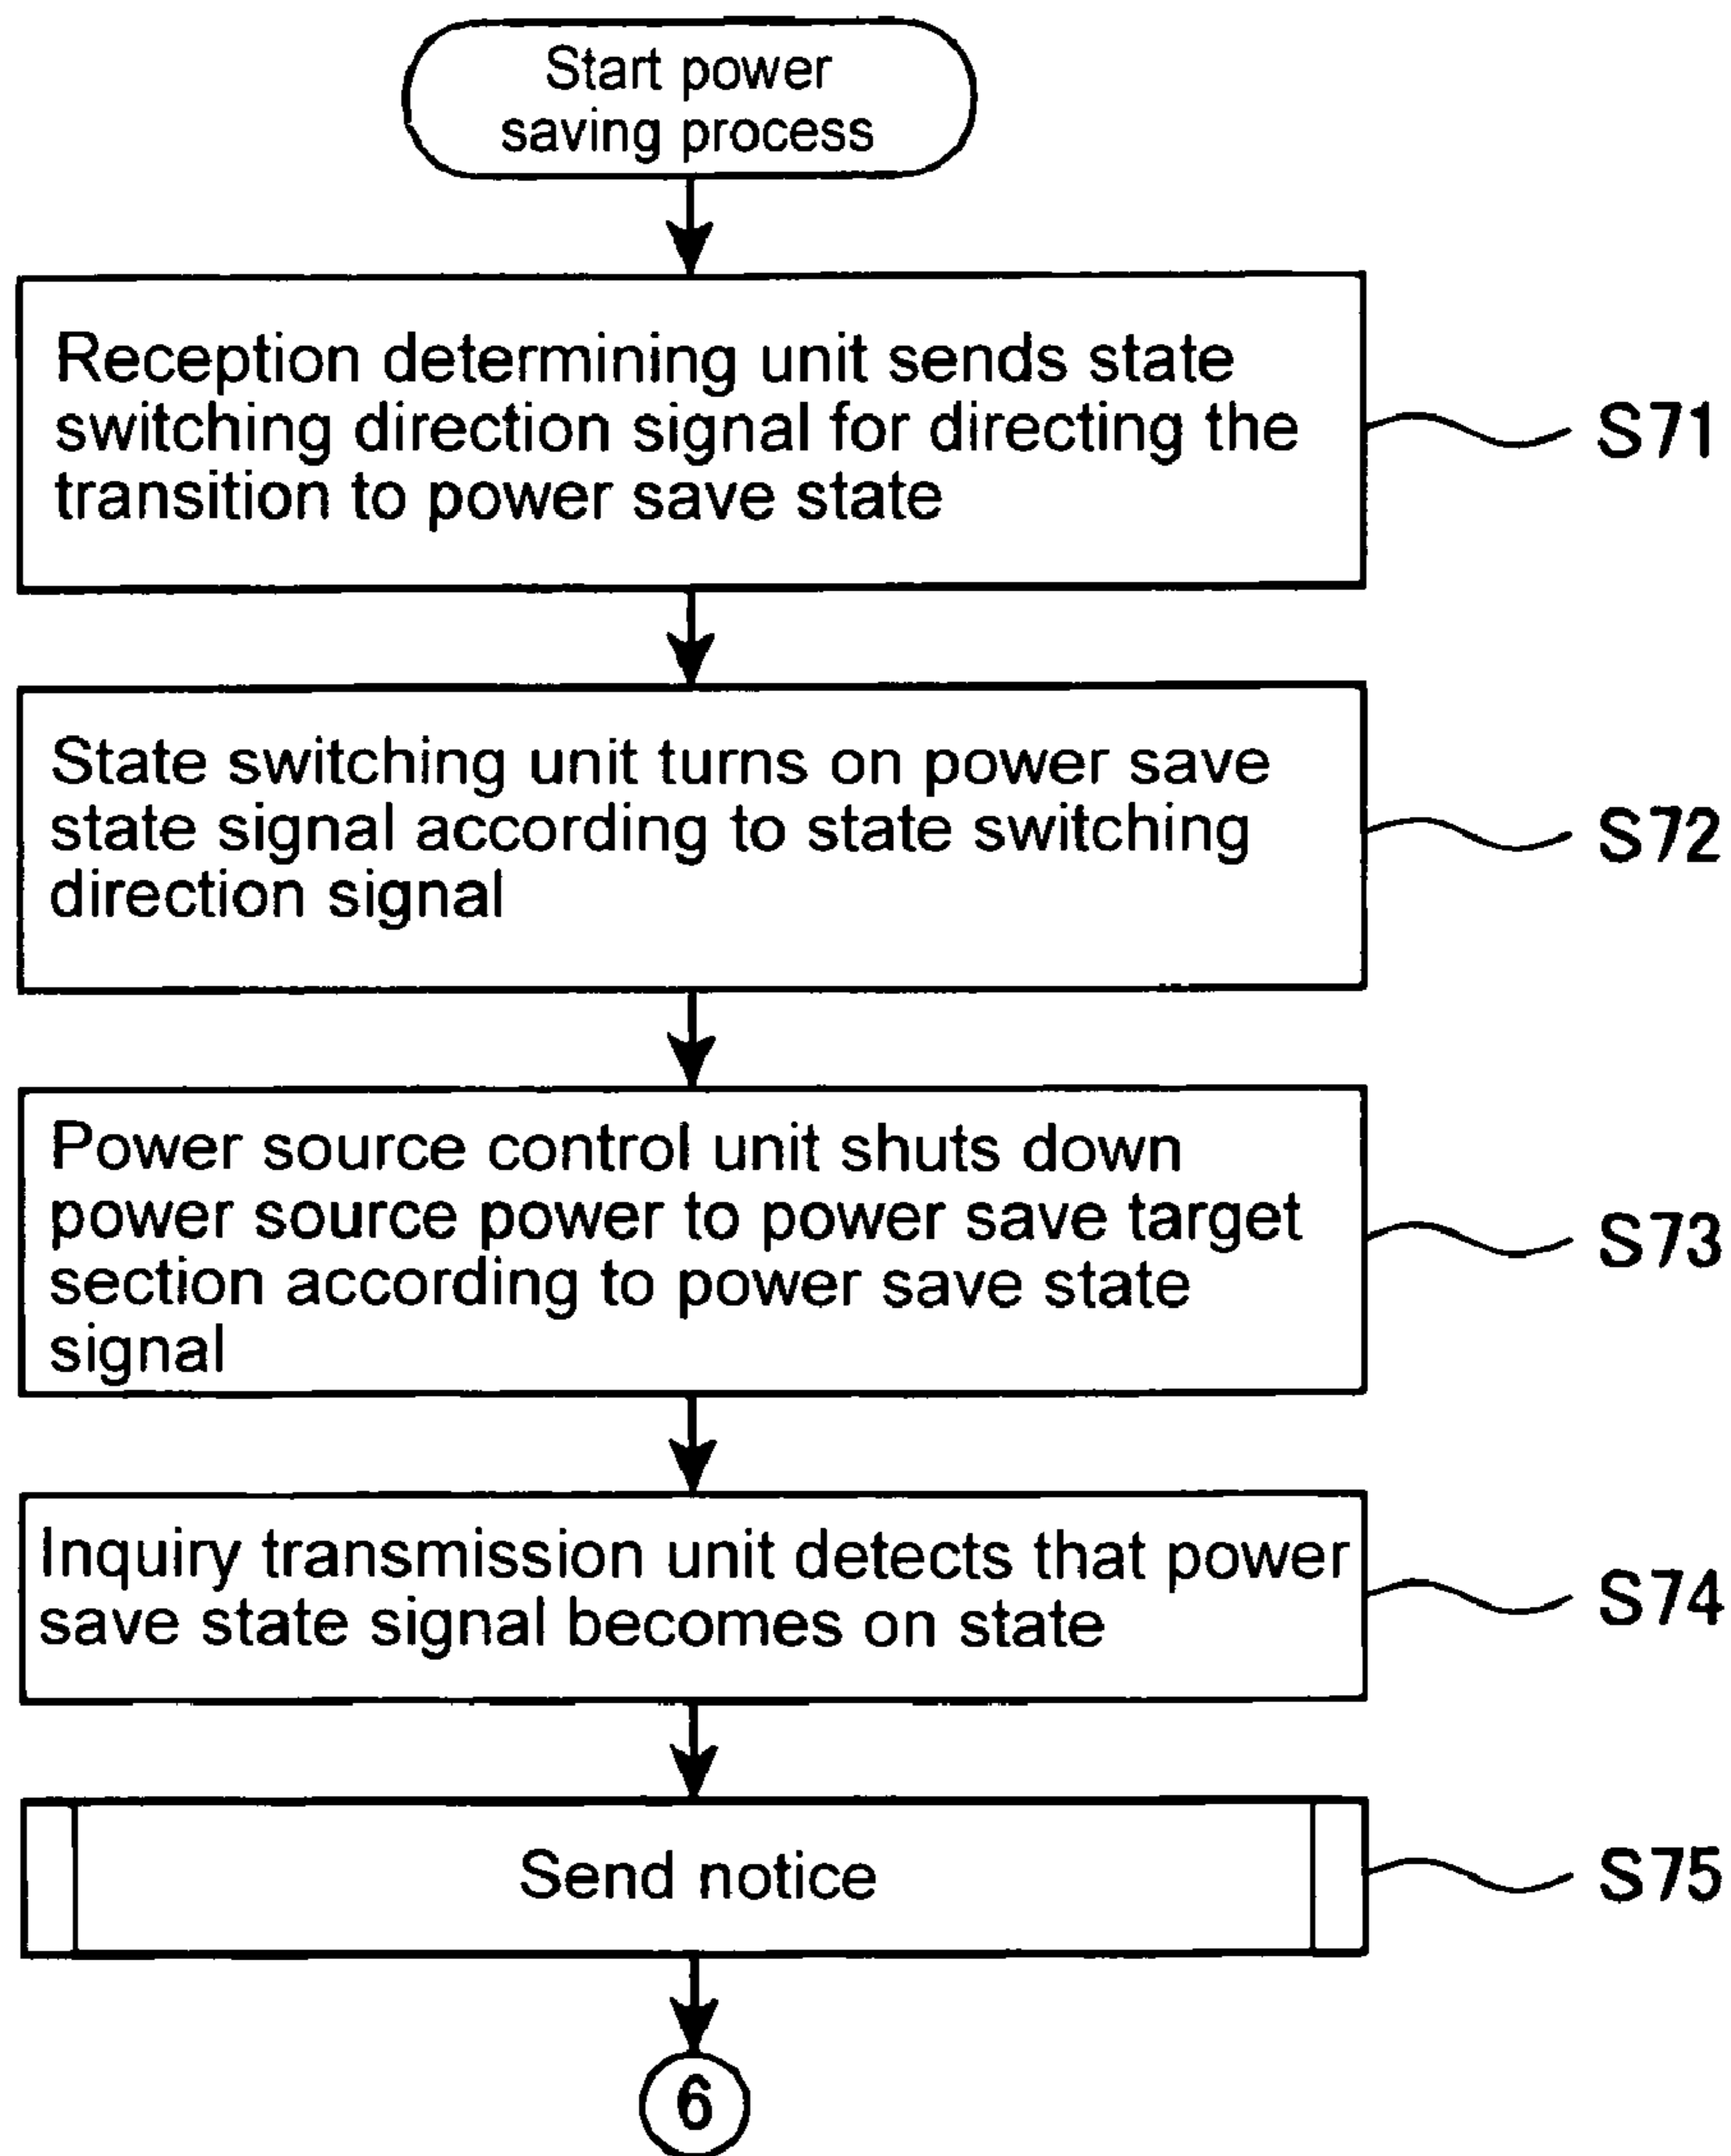 Start power
saving process
Reception determining unit sends state
switching direction signal for directing the
transition to power save state
S71
State switching unit turns on power save
state signal according to state switching
direction signal
S72
Power source control unit shuts down
power source power to power save target
section according to power save state
signal
S73
Inquiry transmission unit detects that power
save state signal becomes on state
S74
Send notice
S75
6